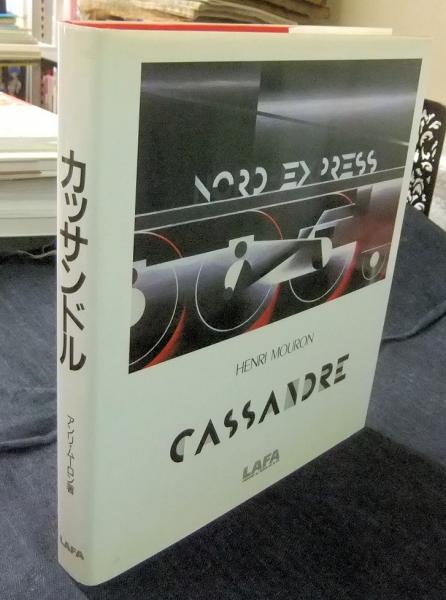 カッサンドル
アンリ・ムーロン著
LAFA
NORD EXPRESS
HENRI MOURON
CASSANDRE
LAFA